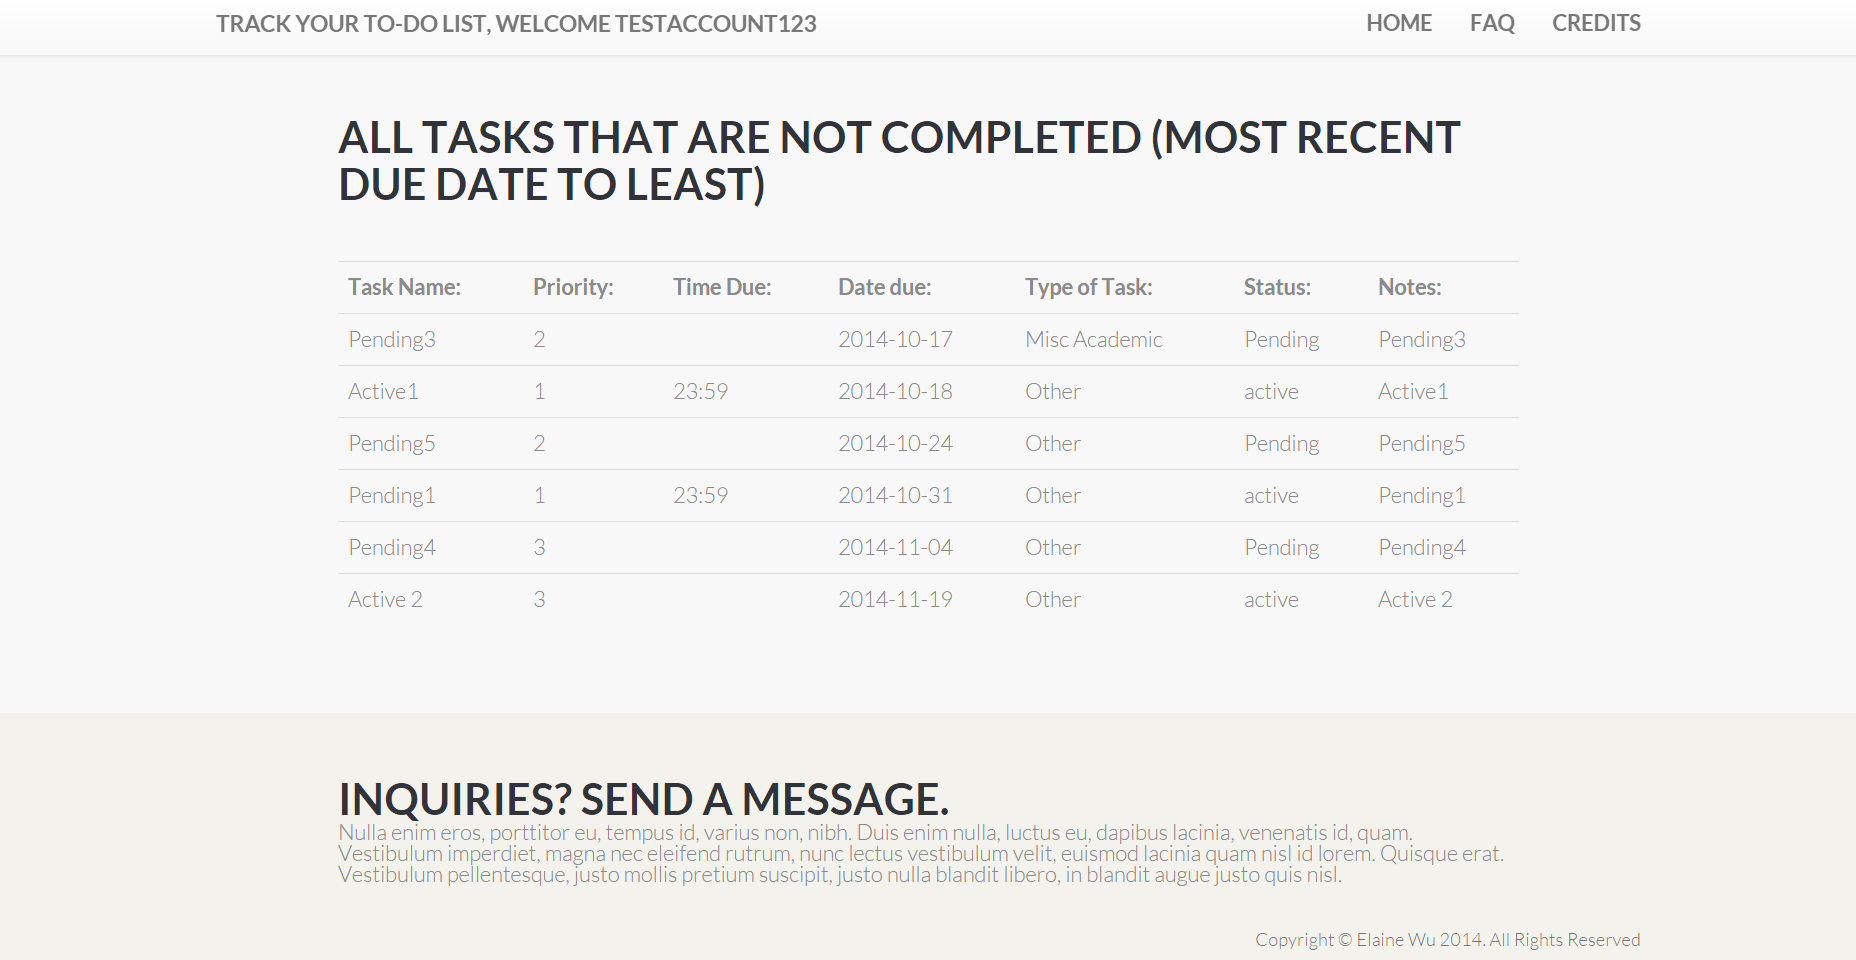 TRACK YOUR TO-DO LIST, WELCOME TESTACCOUNT123 HOME FAQ CREDITS
ALL TASKS THAT ARE NOT COMPLETED (MOST RECENT
DUE DATE TO LEAST)
Task Name: Priority: Time Due: Date due: Type of Task: Status: Notes:
Pending3 2 2014-10-17 Misc Academic Pending Pending3
Active1 1 23:59 2014-10-18 Other active Active1
Pending5 2 2014-10-24 Other Pending Pending5
Pending1 1 23:59 2014-10-31 Other active Pending1
Pending4 3 2014-11-04 Other Pending Pending4
Active 2 3 2014-11-19 Other active Active 2
INQUIRIES? SEND A MESSAGE.
Nulla enim eros, porttitor eu, tempus id, varius non, nibh. Duis enim nulla, luctus eu, dapibus lacinia, venenatis id, quam.
Vestibulum imperdiet, magna nec eleifend rutrum, nunc lectus vestibulum velit, euismod lacinia quam nisl id lorem. Quisque erat.
Vestibulum pellentesque, justo mollis pretium suscipit, justo nulla blandit libero, in blandit augue justo quis nisl.
Copyright © Elaine Wu 2014. All Rights Reserved